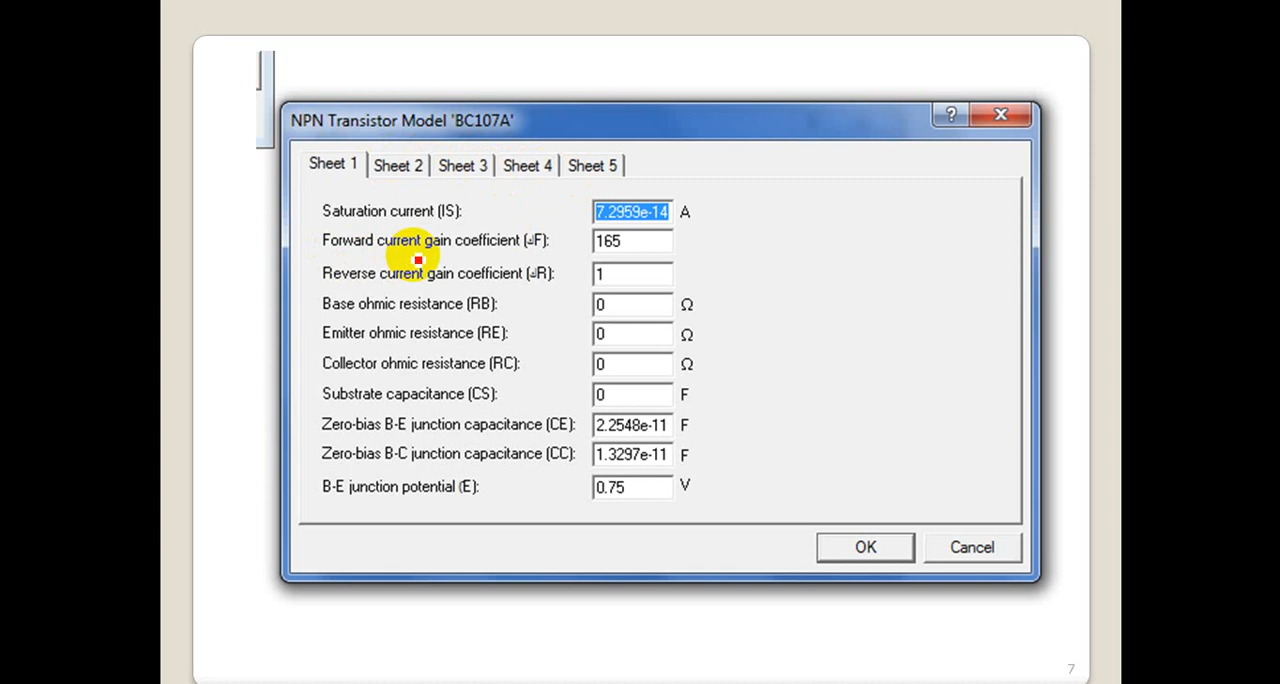 NPN Transistor Model 'BC107A'
Sheet 1 Sheet 2 Sheet 3 Sheet 4 Sheet 5
Saturation current (IS): 7.2959e-14 A
Forward current gain coefficient (F): 165
Reverse current gain coefficient (R): 1
Base ohmic resistance (RB): 0 Ω
Emitter ohmic resistance (RE): 0 Ω
Collector ohmic resistance (RC): 0 Ω
Substrate capacitance (CS): 0 F
Zero-bias B-E junction capacitance (CE): 2.2548e-11 F
Zero-bias B-C junction capacitance (CC): 1.3297e-11 F
B-E junction potential (E): 0.75 V
OK Cancel
7